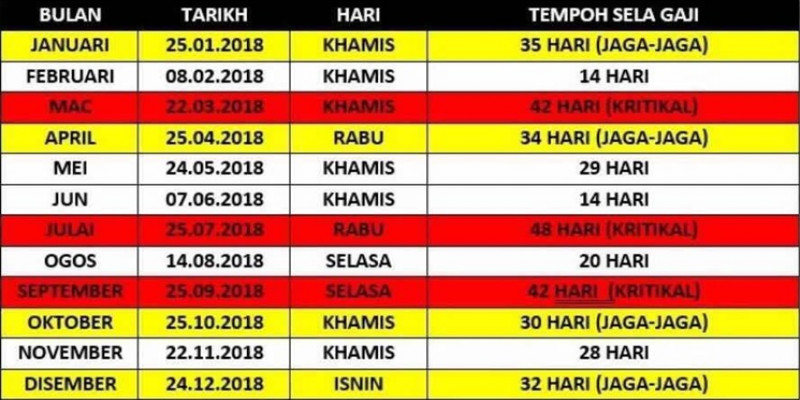 BULAN TARIKH HARI TEMPOH SELA GAJI
JANUARI 25.01.2018 KHAMIS 35 HARI (JAGA-JAGA)
FEBRUARI 08.02.2018 KHAMIS 14 HARI
MAC 22.03.2018 KHAMIS 42 HARI (KRITIKAL)
APRIL 25.04.2018 RABU 34 HARI (JAGA-JAGA)
MEI 24.05.2018 KHAMIS 29 HARI
JUN 07.06.2018 KHAMIS 14 HARI
JULAI 25.07.2018 RABU 48 HARI (KRITIKAL)
OGOS 14.08.2018 SELASA 20 HARI
SEPTEMBER 25.09.2018 SELASA 42 HARI (KRITIKAL)
OKTOBER 25.10.2018 KHAMIS 30 HARI (JAGA-JAGA)
NOVEMBER 22.11.2018 KHAMIS 28 HARI
DISEMBER 24.12.2018 ISNIN 32 HARI (JAGA-JAGA)